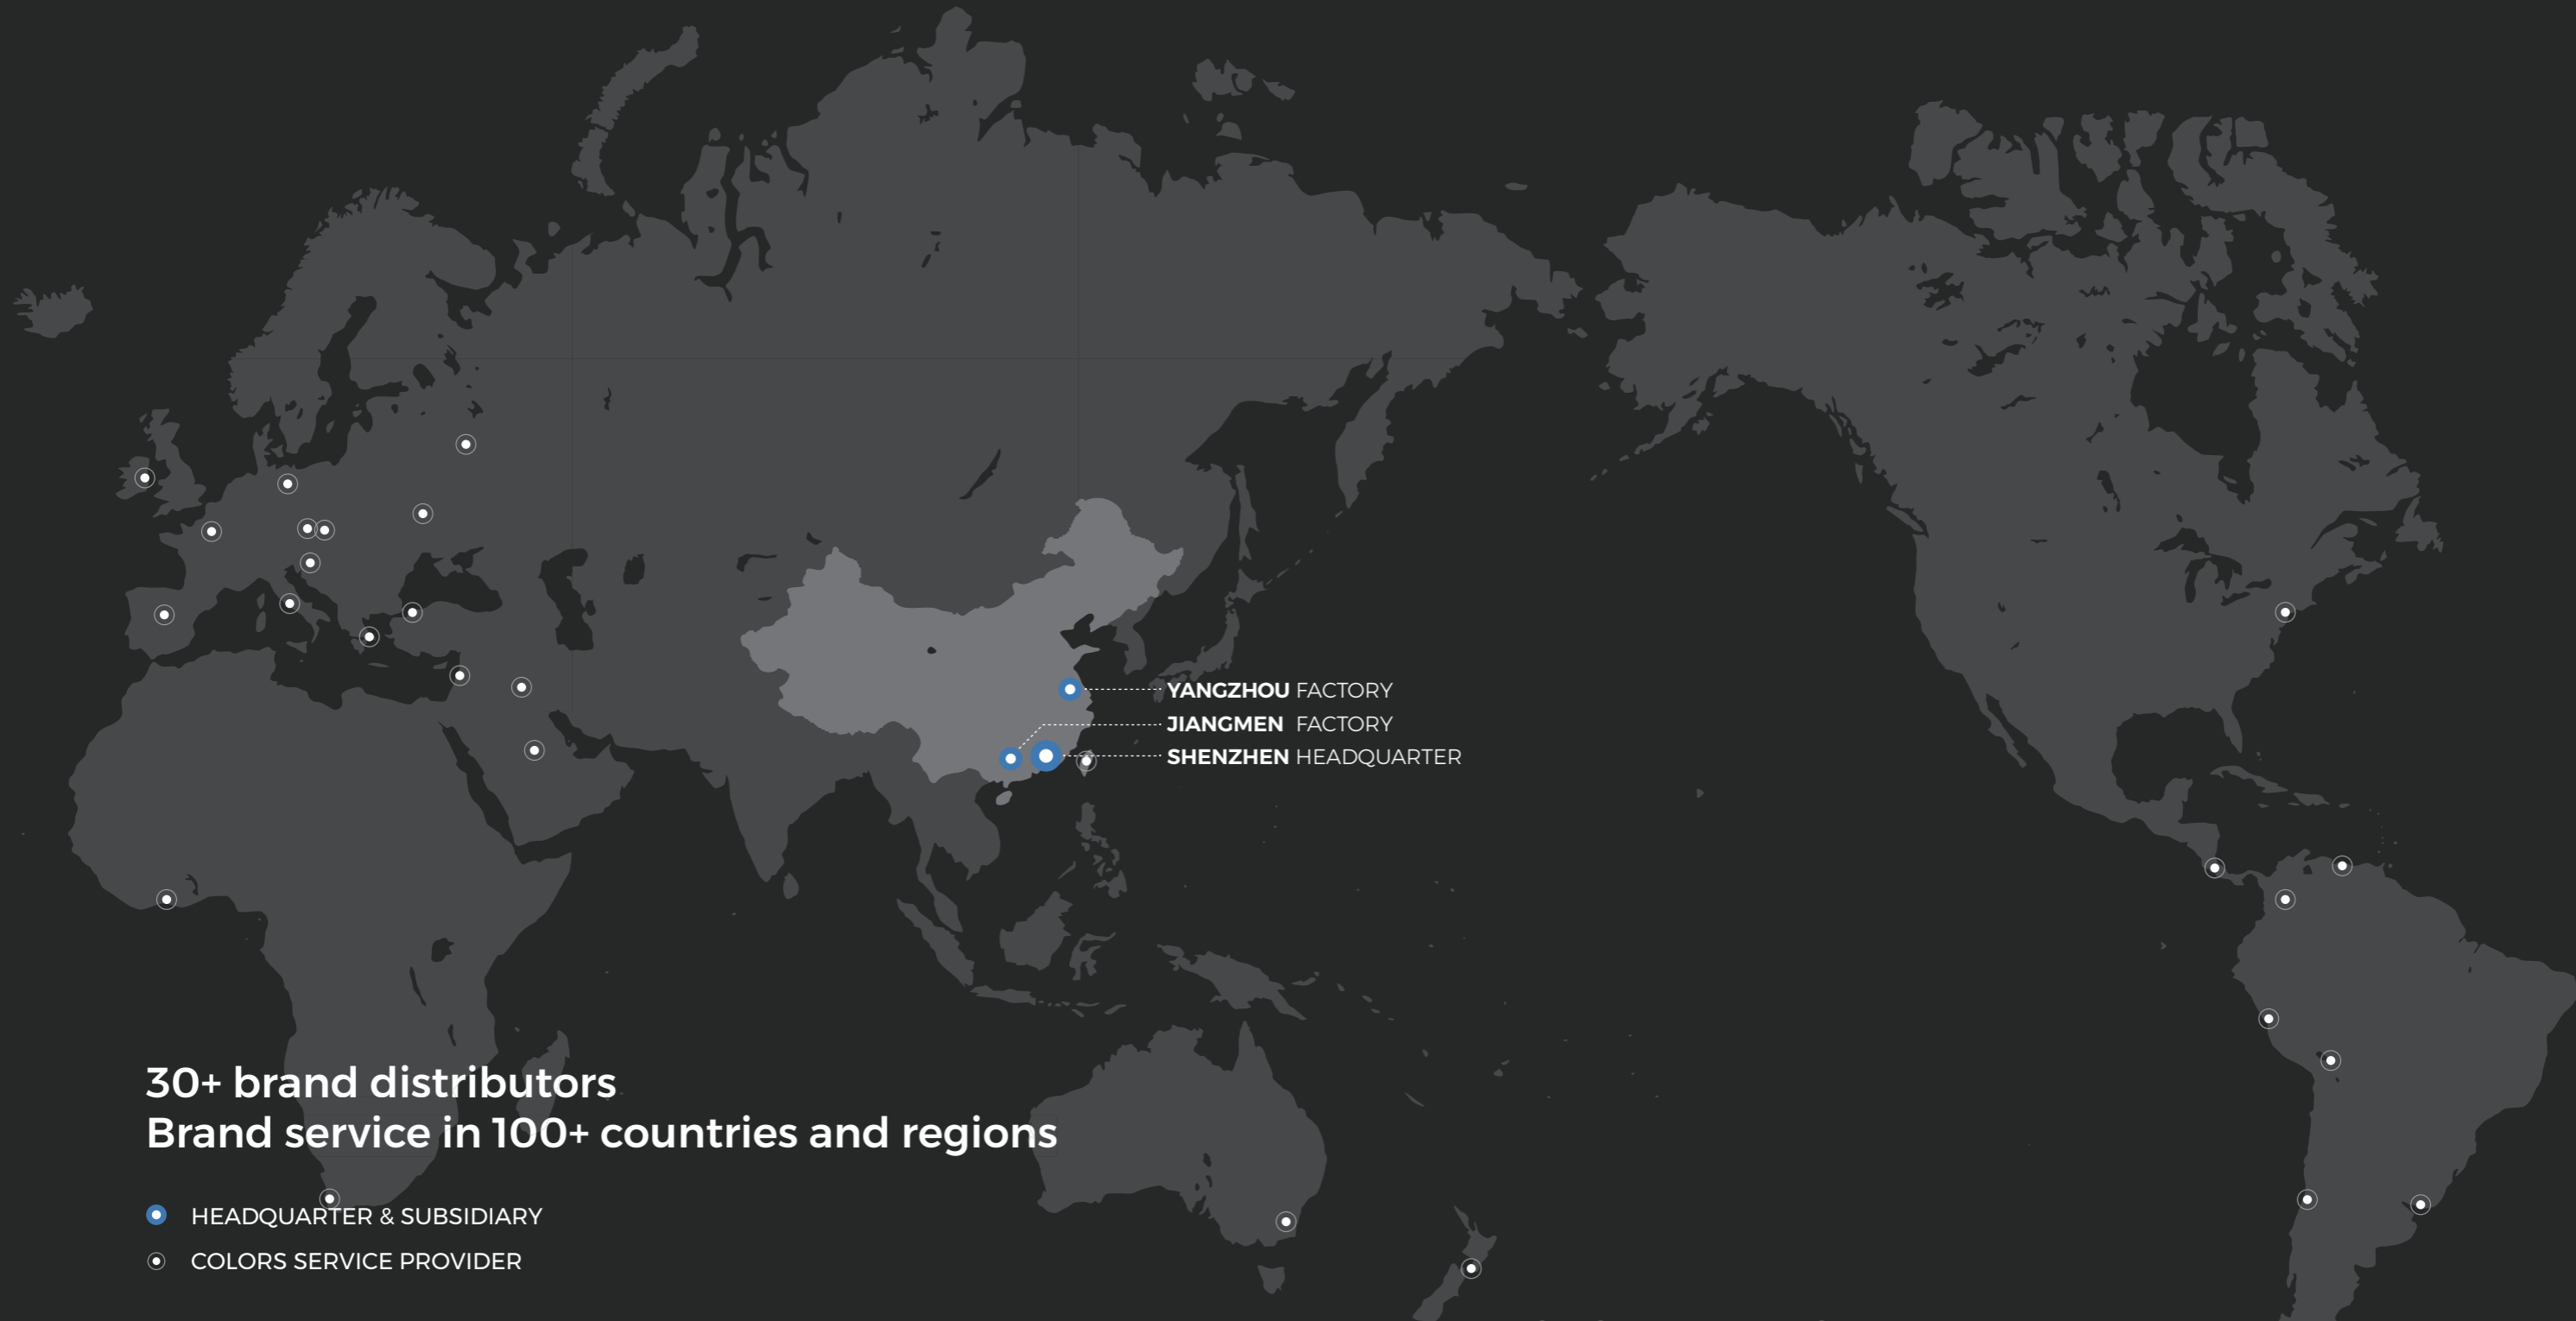 YANGZHOU FACTORY
JIANGMEN FACTORY
SHENZHEN HEADQUARTER
30+ brand distributors
Brand service in 100+ countries and regions
HEADQUARTER & SUBSIDIARY
COLORS SERVICE PROVIDER